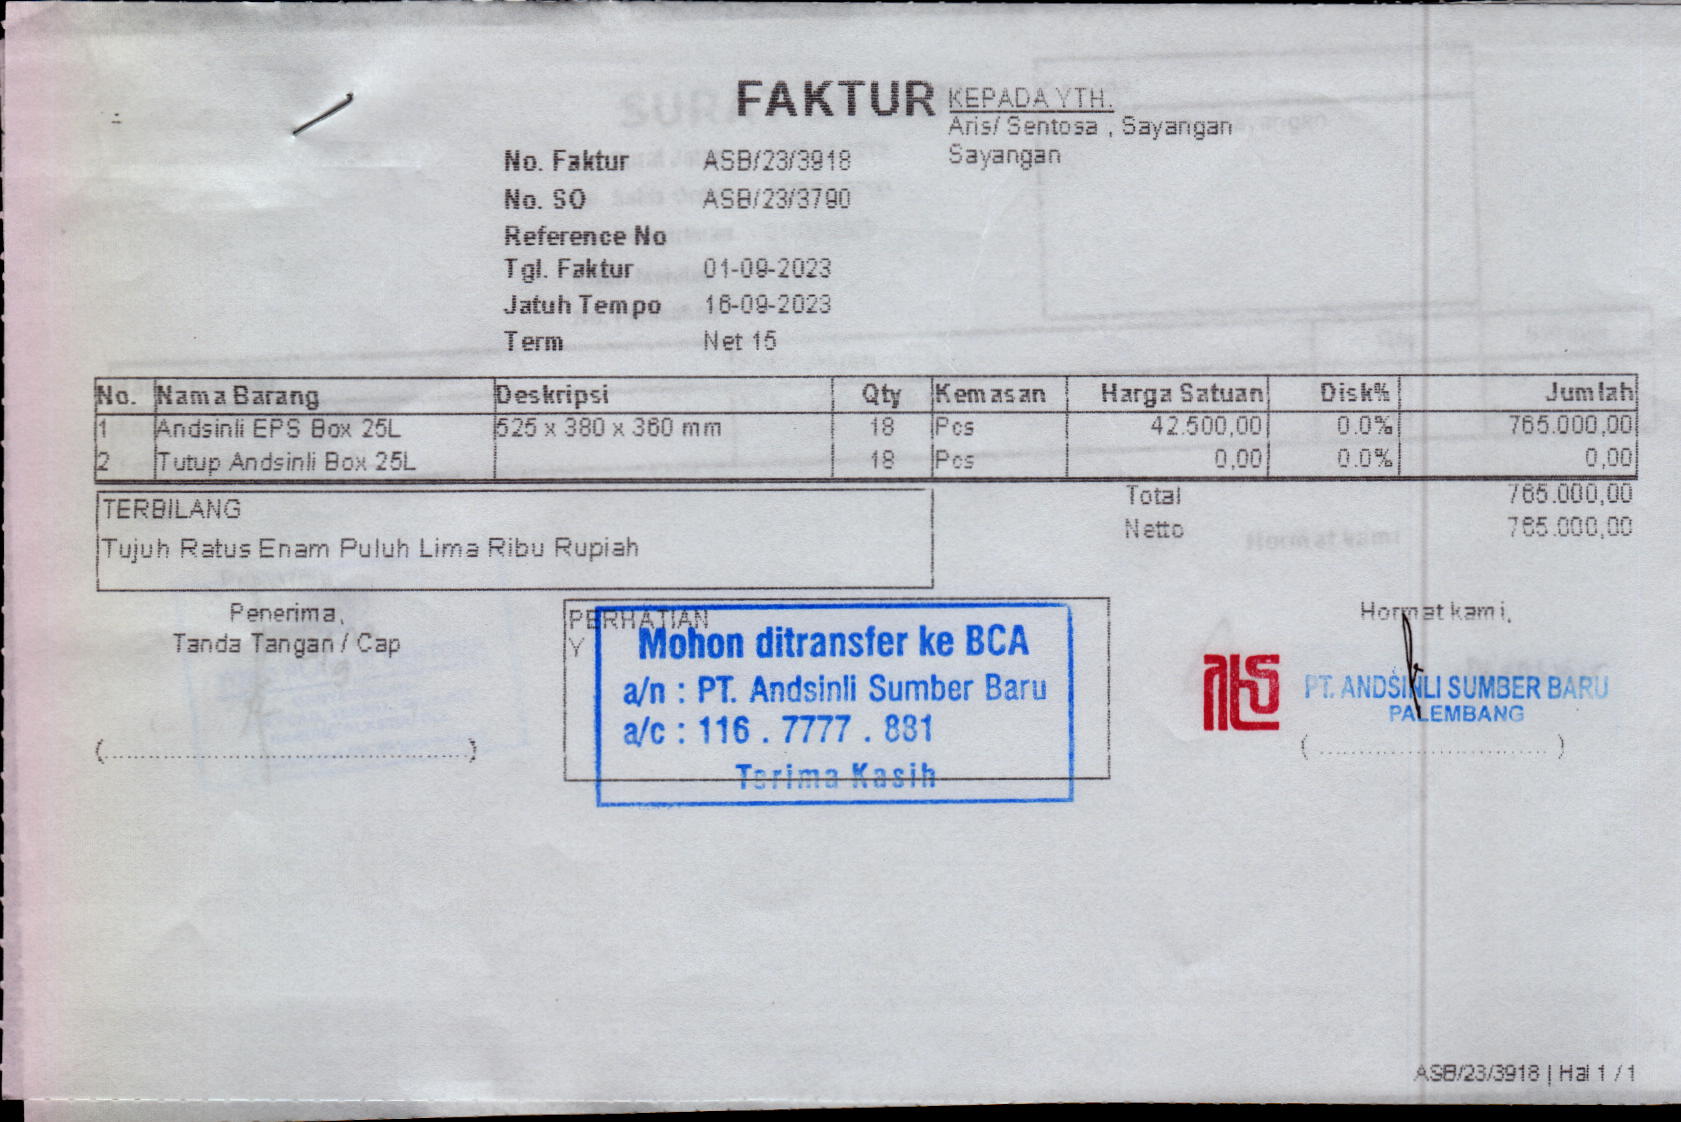 FAKTUR
KEPADA YTH.
Aris/ Sentosa , Sayangan
Sayangan
No. Faktur ASB/23/3918
No. SO ASB/23/3790
Reference No
Tgl. Faktur 01-09-2023
Jatuh Tempo 16-09-2023
Term Net 15
No. Nama Barang Deskripsi Qty Kemasan Harga Satuan Disk% Jumlah
1 Andsinli EPS Box 25L 525 x 380 x 360 mm 18 Pcs 42.500,00 0.0% 765.000,00
2 Tutup Andsinli Box 25L 18 Pcs 0,00 0.0% 0,00
Total 765.000,00
Netto 765.000,00
TERBILANG
Tujuh Ratus Enam Puluh Lima Ribu Rupiah
Penerima,
Tanda Tangan / Cap
(........................................................)
PERHATIAN
Y
Mohon ditransfer ke BCA
a/n : PT. Andsinli Sumber Baru
a/c : 116 . 7777 . 881
Terima Kasih
Hormat kami,
PT. ANDSINLI SUMBER BARU
PALEMBANG
(...................................)
ASB/23/3918 | Hal 1 / 1